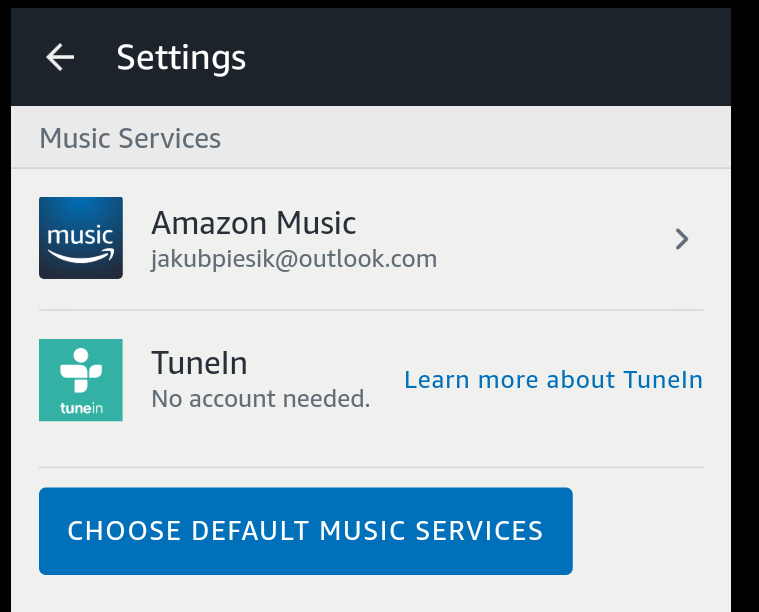 Settings
Music Services
music
Amazon Music
jakubpiesik@outlook.com
tunein
TuneIn
No account needed.
Learn more about TuneIn
CHOOSE DEFAULT MUSIC SERVICES